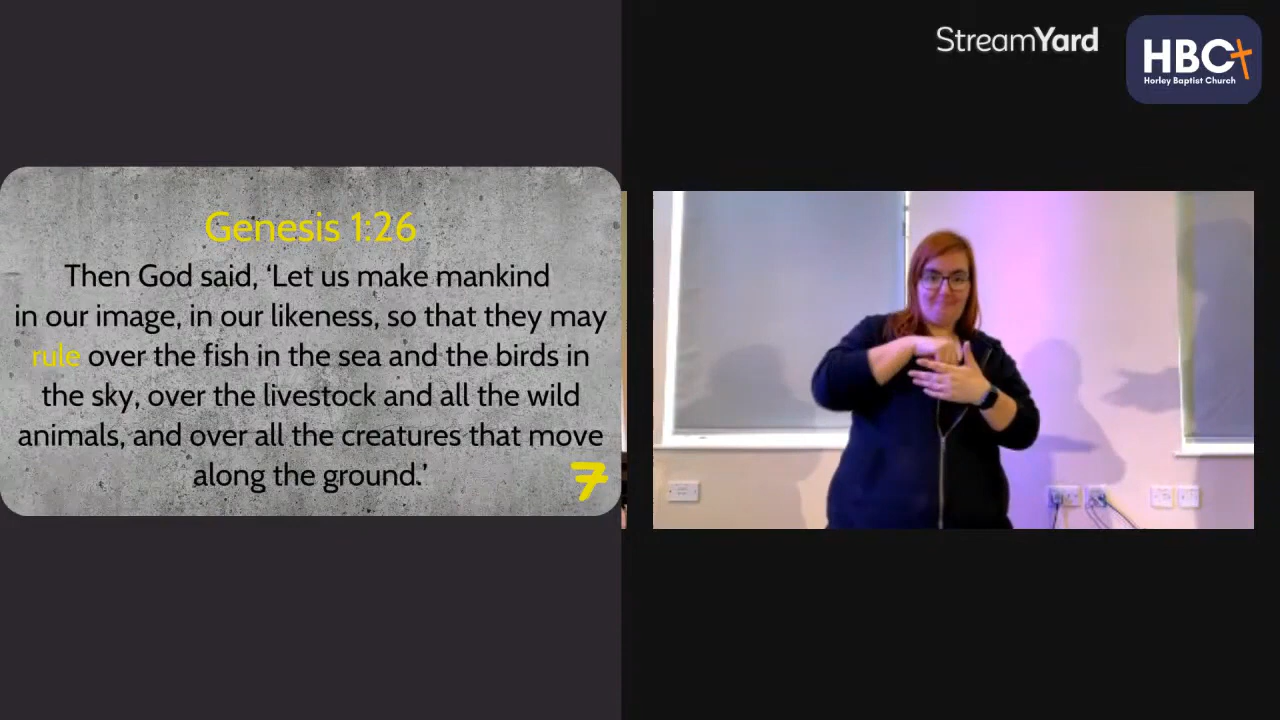 StreamYard
HBC
Horley Baptist Church
Genesis 1:26
Then God said, ‘Let us make mankind
in our image, in our likeness, so that they may
rule over the fish in the sea and the birds in
the sky, over the livestock and all the wild
animals, and over all the creatures that move
along the ground.’
7